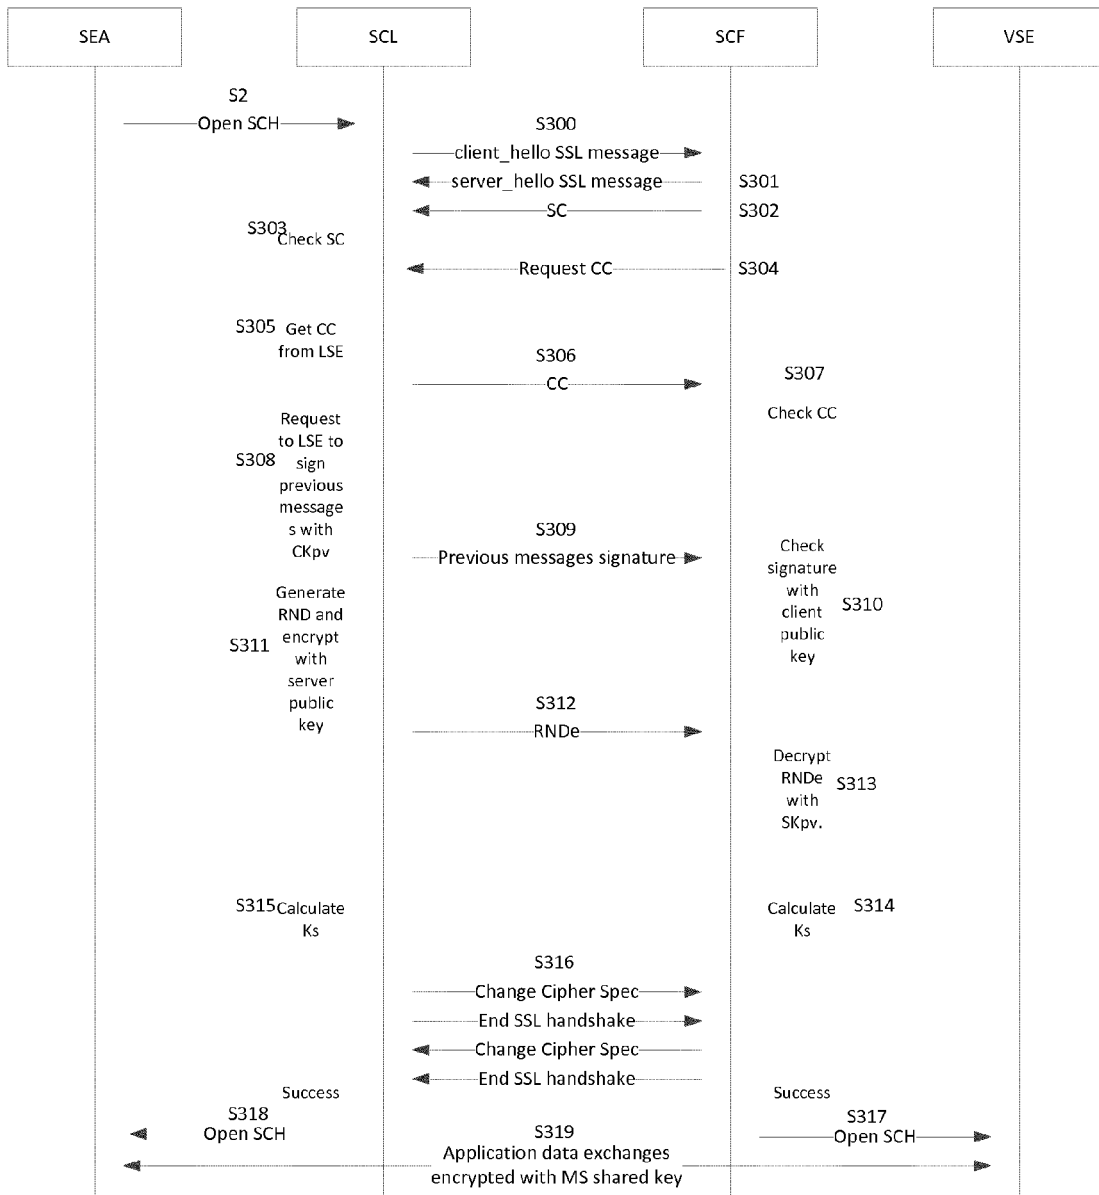 SEA
SCL
SCF
VSE
S2
Open SCH
S300
client_hello SSL message
server_hello SSL message
S301
SC
S302
S303
Check SC
Request CC
S304
S305
Get CC
from LSE
S306
CC
S307
Check CC
S308
Request
to LSE to
sign
previous
message
s with
CKpv
S309
Previous messages signature
Check
signature
with
client
public
key
S310
S311
Generate
RND and
encrypt
with
server
public
key
S312
RNDe
Decrypt
RNDe
with
SKpv.
S313
S315
Calculate
Ks
Calculate
Ks
S314
S316
Change Cipher Spec
End SSL handshake
Change Cipher Spec
End SSL handshake
Success
Success
S318
Open SCH
S317
Open SCH
S319
Application data exchanges
encrypted with MS shared key